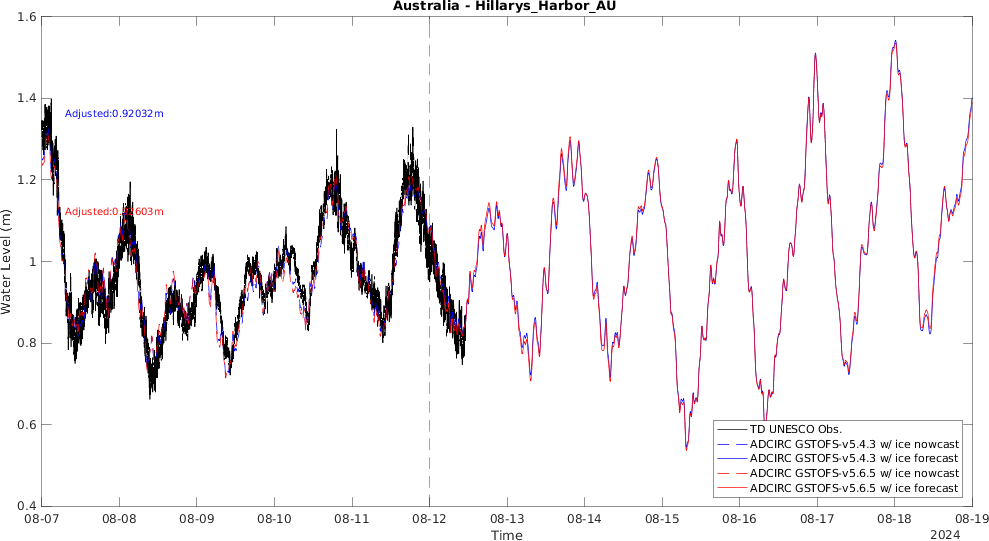 Australia - Hillarys_Harbor_AU
1.6
1.4
1.2
1
0.8
0.6
0.4
Water Level (m)
Adjusted:0.92032m
TD UNESCO Obs.
ADCIRC GSTOFS-v5.4.3 w/ ice nowcast
ADCIRC GSTOFS-v5.4.3 w/ ice forecast
ADCIRC GSTOFS-v5.6.5 w/ ice nowcast
ADCIRC GSTOFS-v5.6.5 w/ ice forecast
08-07 08-08 08-09 08-10 08-11 08-12 08-13 08-14 08-15 08-16 08-17 08-18 08-19
Time
2024